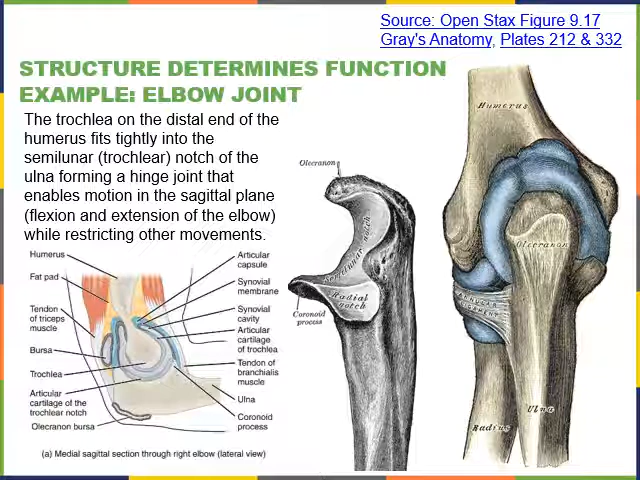 Source: Open Stax Figure 9.17
Gray's Anatomy, Plates 212 & 332
STRUCTURE DETERMINES FUNCTION
EXAMPLE: ELBOW JOINT
The trochlea on the distal end of the
humerus fits tightly into the
semilunar (trochlear) notch of the
ulna forming a hinge joint that
enables motion in the sagittal plane
(flexion and extension of the elbow)
while restricting other movements.
Humerus
Fat pad
Tendon
of triceps
muscle
Bursa
Trochlea
Articular
cartilage of the
trochlear notch
Olecranon bursa
Articular
capsule
Synovial
membrane
Synovial
cavity
Articular
cartilage
of trochlea
Tendon of
branchialis
muscle
Ulna
Coronoid
process
(a) Medial sagittal section through right elbow (lateral view)
Olecranon
Semilunar notch
Radial
notch
Coronoid
process
Humerus
Olecranon
ANNULAR
LIGAMENT
Ulna
Radius